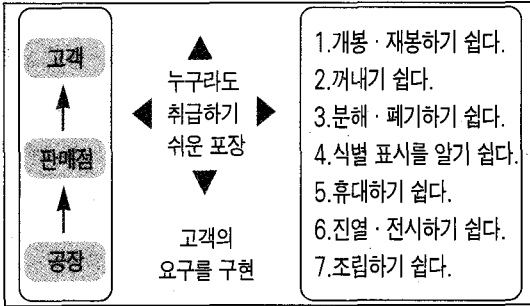 고객
판매점
공장
누구라도
취급하기
쉬운 포장
고객의
요구를 구현
1.개봉 · 재봉하기 쉽다.
2.꺼내기 쉽다.
3.분해 · 폐기하기 쉽다.
4.식별 표시를 알기 쉽다.
5.휴대하기 쉽다.
6.진열 · 전시하기 쉽다.
7.조립하기 쉽다.